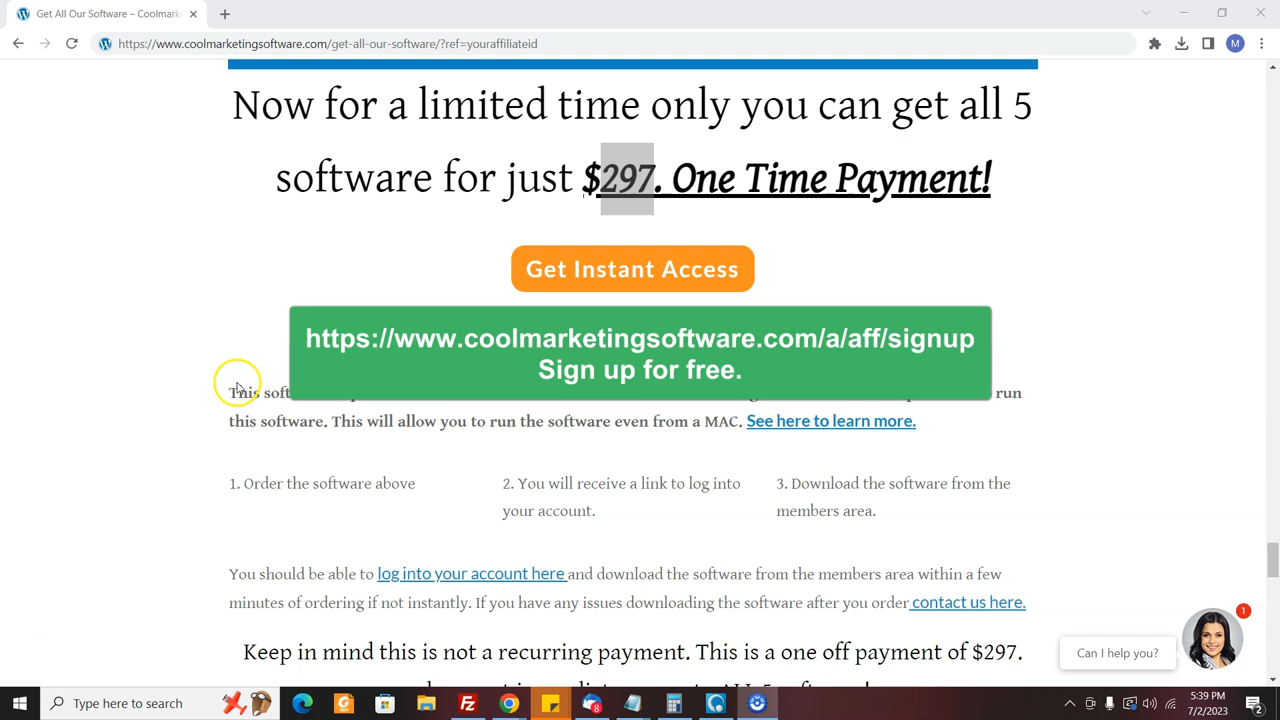 Get All Our Software – Coolmark
https://www.coolmarketingsoftware.com/get-all-our-software/?ref=youraffiliateid
M
Now for a limited time only you can get all 5
software for just $297. One Time Payment!
Get Instant Access
https://www.coolmarketingsoftware.com/a/aff/signup
Sign up for free.
This run
this software. This will allow you to run the software even from a MAC. See here to learn more.
1. Order the software above
2. You will receive a link to log into
your account.
3. Download the software from the
members area.
You should be able to log into your account here and download the software from the members area within a few
minutes of ordering if not instantly. If you have any issues downloading the software after you order contact us here.
Keep in mind this is not a recurring payment. This is a one off payment of $297.
1
Can I help you?
Type here to search
8
5:39 PM
7/2/2023
2